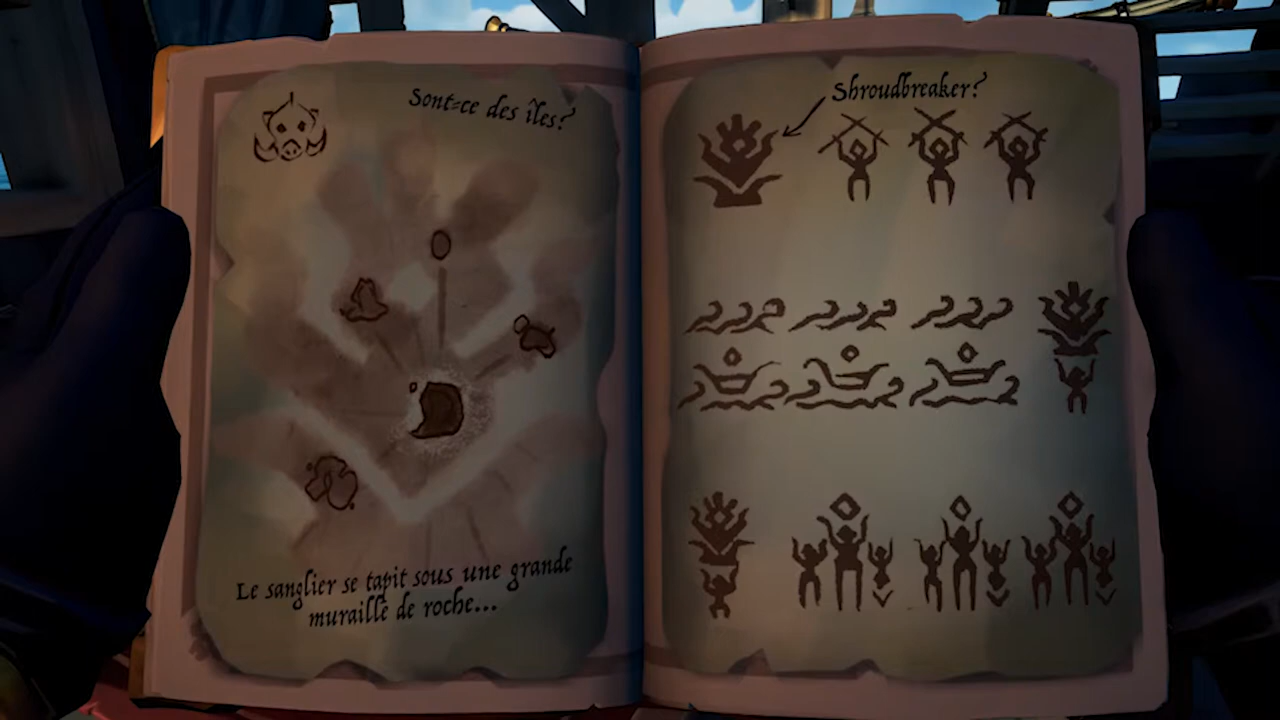 Sont-ce des îles?
Le sanglier se tapit sous une grande
muraille de roche...
Shroudbreaker?